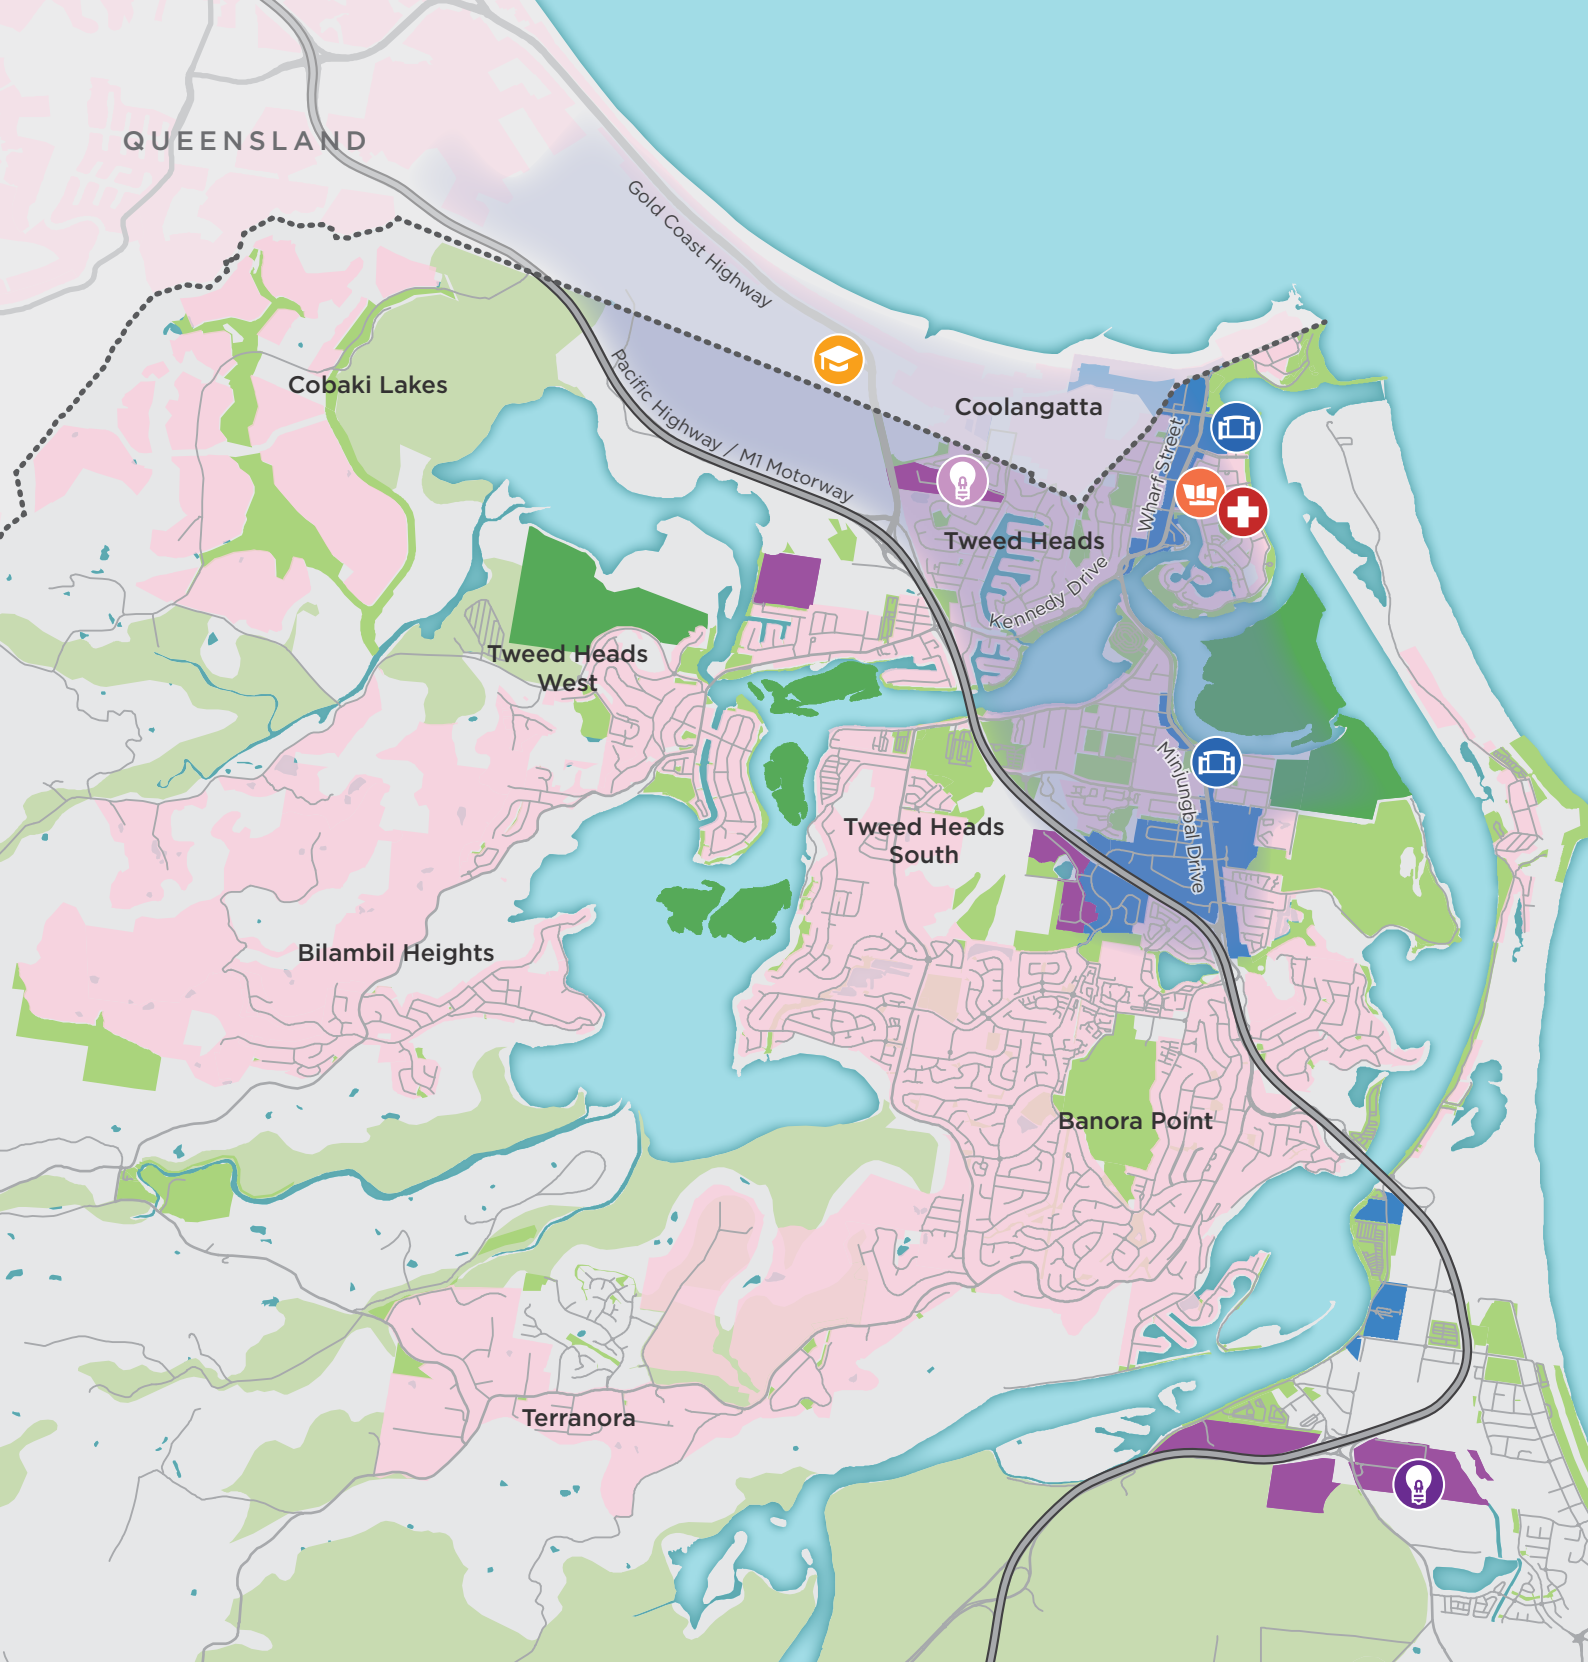 QUEENSLAND
Gold Coast Highway
Cobaki Lakes
Pacific Highway / M1 Motorway
Coolangatta
Wharf Street
Tweed Heads
Kennedy Drive
Tweed Heads
West
Minjungbal Drive
Tweed Heads
South
Bilambil Heights
Banora Point
Terranora